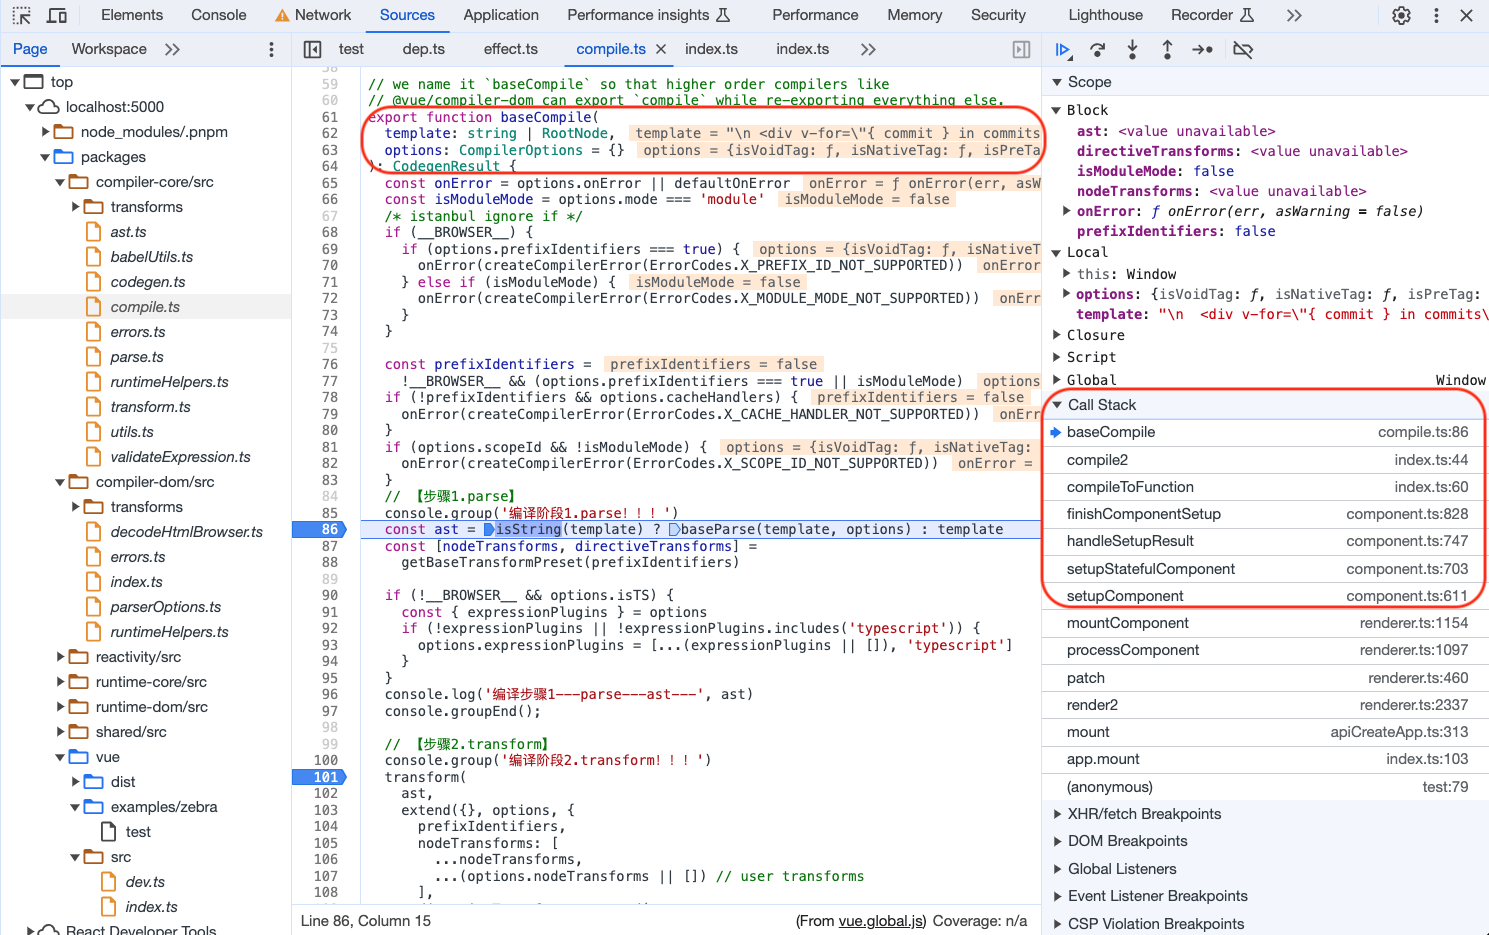 Elements Console Network Sources Application Performance insights Performance Memory Security Lighthouse Recorder
Page Workspace
test dep.ts effect.ts compile.ts index.ts index.ts
top
localhost:5000
node_modules/.pnpm
packages
compiler-core/src
transforms
ast.ts
babelUtils.ts
codegen.ts
compile.ts
errors.ts
parse.ts
runtimeHelpers.ts
transform.ts
utils.ts
validateExpression.ts
compiler-dom/src
transforms
decodeHtmlBrowser.ts
errors.ts
index.ts
parserOptions.ts
runtimeHelpers.ts
reactivity/src
runtime-core/src
runtime-dom/src
shared/src
vue
dist
examples/zebra
test
src
dev.ts
index.ts
React Developer Tools
58
59 // we name it `baseCompile` so that higher order compilers like
60 // @vue/compiler-dom can export `compile` while re-exporting everything else.
61 export function baseCompile(
62 template: string | RootNode, template = "\n <div v-for=\"{ commit } in commits
63 options: CompilerOptions = {} options = {isVoidTag: ƒ, isNativeTag: ƒ, isPreTa
64 ): CodegenResult {
65 const onError = options.onError || defaultOnError onError = ƒ onError(err, asW
66 const isModuleMode = options.mode === 'module' isModuleMode = false
67 /* istanbul ignore if */
68 if (__BROWSER__) {
69 if (options.prefixIdentifiers === true) { options = {isVoidTag: ƒ, isNativeT
70 onError(createCompilerError(ErrorCodes.X_PREFIX_ID_NOT_SUPPORTED)) onError
71 } else if (isModuleMode) { isModuleMode = false
72 onError(createCompilerError(ErrorCodes.X_MODULE_MODE_NOT_SUPPORTED)) onErr
73 }
74 }
75
76 const prefixIdentifiers = prefixIdentifiers = false
77 !__BROWSER__ && (options.prefixIdentifiers === true || isModuleMode) options
78 if (!prefixIdentifiers && options.cacheHandlers) { prefixIdentifiers = false
79 onError(createCompilerError(ErrorCodes.X_CACHE_HANDLER_NOT_SUPPORTED)) onErr
80 }
81 if (options.scopeId && !isModuleMode) { options = {isVoidTag: ƒ, isNativeTag:
82 onError(createCompilerError(ErrorCodes.X_SCOPE_ID_NOT_SUPPORTED)) onError =
83 }
84 // 【步骤1.parse】
85 console.group('编译阶段1.parse！！！')
86 const ast = isString(template) ? baseParse(template, options) : template
87 const [nodeTransforms, directiveTransforms] =
88 getBaseTransformPreset(prefixIdentifiers)
89
90 if (!__BROWSER__ && options.isTS) {
91 const { expressionPlugins } = options
92 if (!expressionPlugins || !expressionPlugins.includes('typescript')) {
93 options.expressionPlugins = [...(expressionPlugins || []), 'typescript']
94 }
95 }
96 console.log('编译步骤1---parse---ast---', ast)
97 console.groupEnd();
98
99 // 【步骤2.transform】
100 console.group('编译阶段2.transform！！！')
101 transform(
102 ast,
103 extend({}, options, {
104 prefixIdentifiers,
105 nodeTransforms: [
106 ...nodeTransforms,
107 ...(options.nodeTransforms || []) // user transforms
108 ],
Line 86, Column 15 (From vue.global.js) Coverage: n/a
Scope
Block
ast: <value unavailable>
directiveTransforms: <value unavailable>
isModuleMode: false
nodeTransforms: <value unavailable>
onError: ƒ onError(err, asWarning = false)
prefixIdentifiers: false
Local
this: Window
options: {isVoidTag: ƒ, isNativeTag: ƒ, isPreTag:
template: "\n <div v-for=\"{ commit } in commits\
Closure
Script
Global Window
Call Stack
baseCompile compile.ts:86
compile2 index.ts:44
compileToFunction index.ts:60
finishComponentSetup component.ts:828
handleSetupResult component.ts:747
setupStatefulComponent component.ts:703
setupComponent component.ts:611
mountComponent renderer.ts:1154
processComponent renderer.ts:1097
patch renderer.ts:460
render2 renderer.ts:2337
mount apiCreateApp.ts:313
app.mount index.ts:103
(anonymous) test:79
XHR/fetch Breakpoints
DOM Breakpoints
Global Listeners
Event Listener Breakpoints
CSP Violation Breakpoints